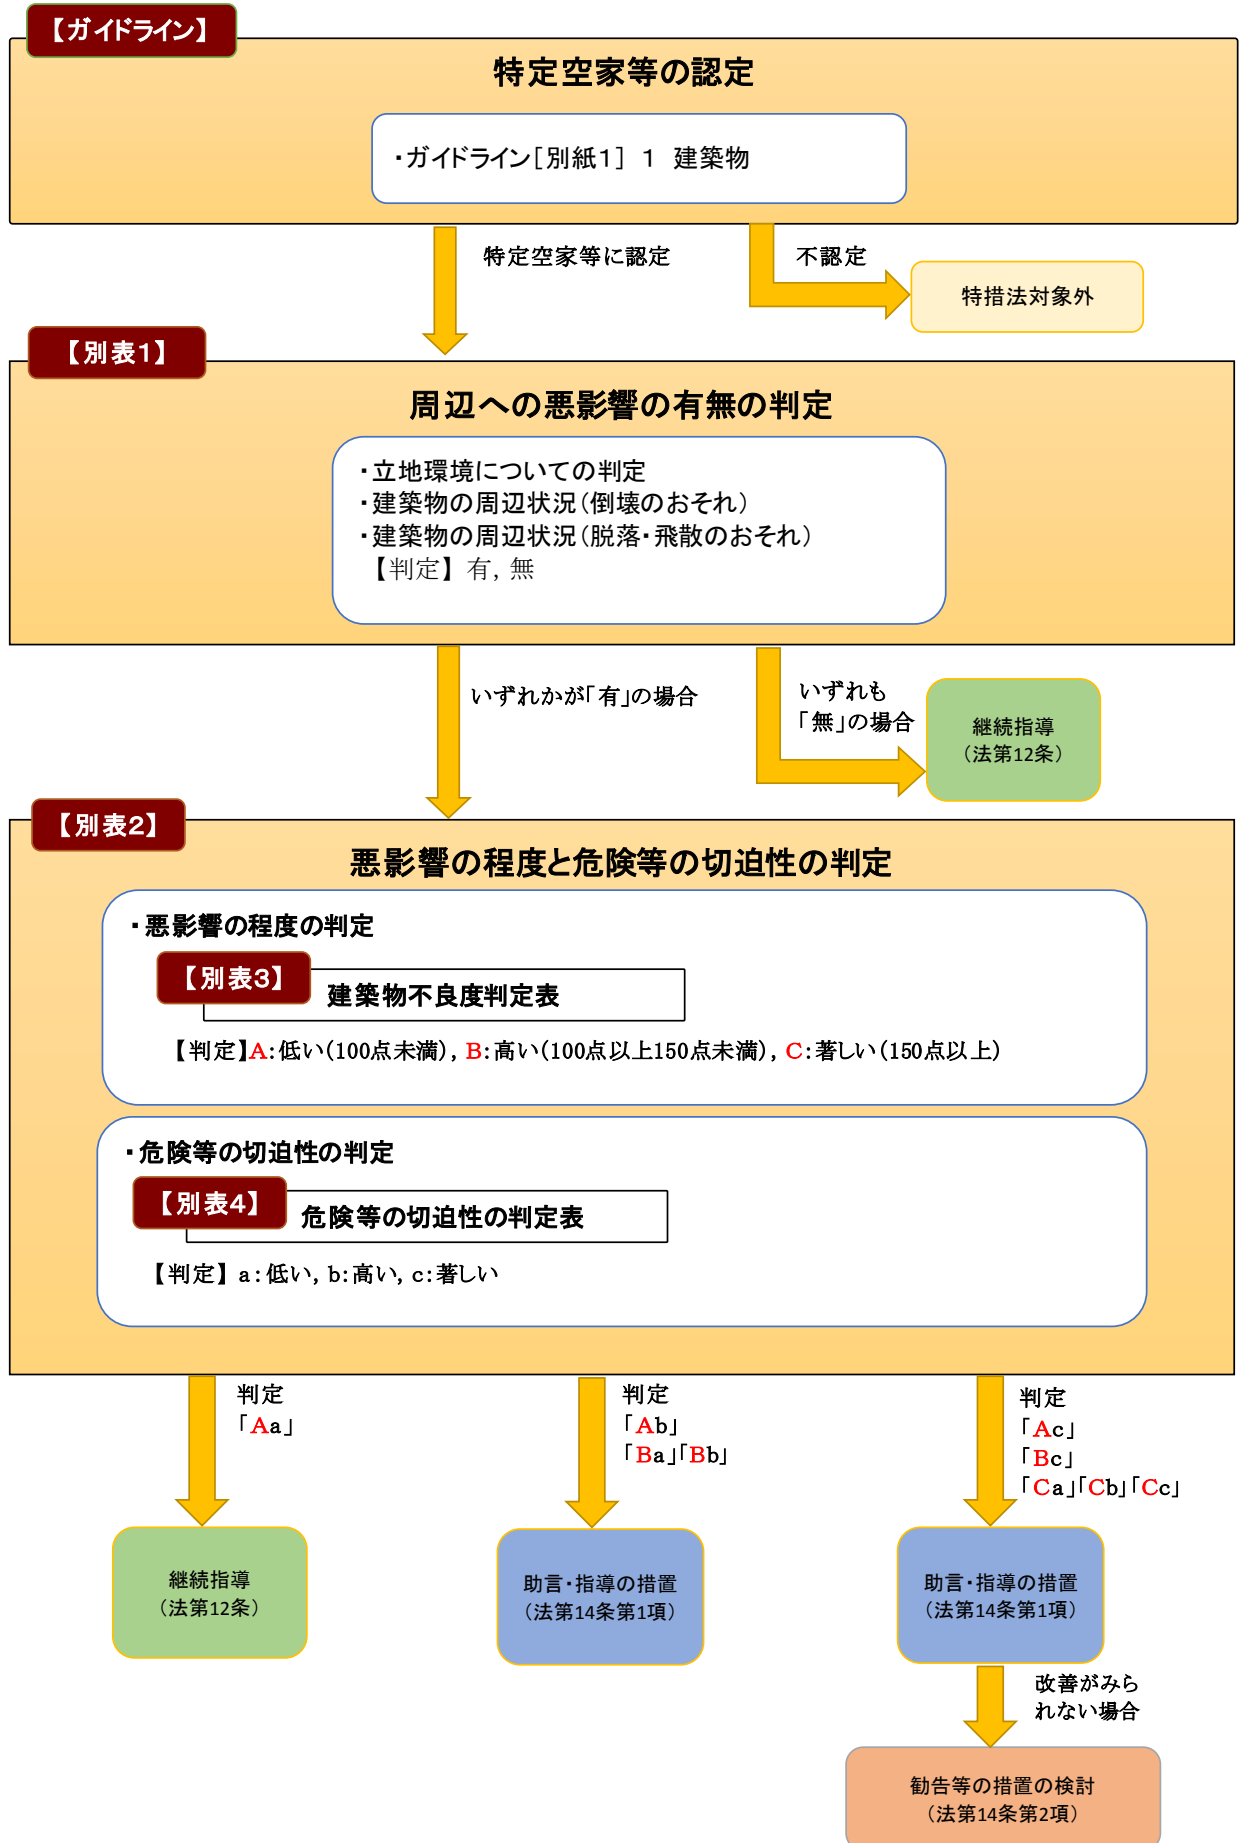 【ガイドライン】
特定空家等の認定
・ガイドライン［別紙１］ １ 建築物
特定空家等に認定
不認定
特措法対象外
【別表１】
周辺への悪影響の有無の判定
・立地環境についての判定
・建築物の周辺状況（倒壊のおそれ）
・建築物の周辺状況（脱落・飛散のおそれ）
【判定】 有，無
いずれかが「有」の場合
いずれも
「無」の場合
継続指導
（法第12条）
【別表２】
悪影響の程度と危険等の切迫性の判定
・悪影響の程度の判定
【別表３】
建築物不良度判定表
【判定】A：低い（100点未満），B：高い（100点以上150点未満），C：著しい（150点以上）
・危険等の切迫性の判定
【別表４】
危険等の切迫性の判定表
【判定】 a：低い，b：高い，c：著しい
判定
「Aa」
判定
「Ab」
「Ba」「Bb」
判定
「Ac」
「Bc」
「Ca」「Cb」「Cc」
継続指導
（法第12条）
助言・指導の措置
（法第14条第1項）
助言・指導の措置
（法第14条第1項）
改善がみら
れない場合
勧告等の措置の検討
（法第14条第2項）